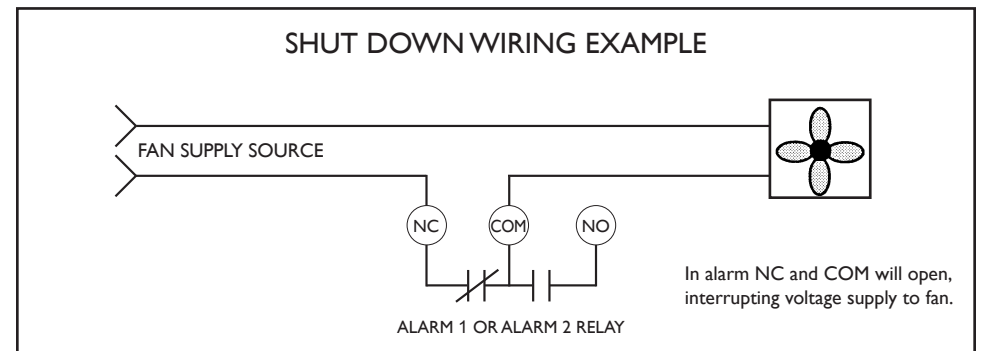 SHUT DOWN WIRING EXAMPLE
FAN SUPPLY SOURCE
NC
COM
NO
In alarm NC and COM will open,
interrupting voltage supply to fan.
ALARM 1 OR ALARM 2 RELAY